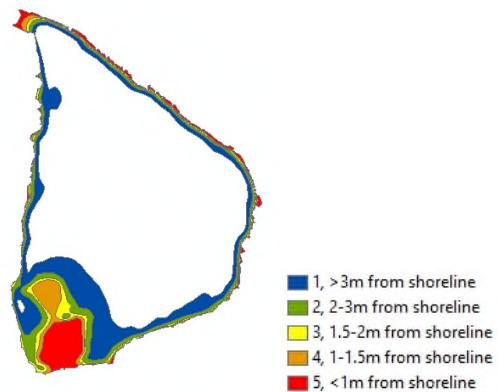 1, >3m from shoreline
2, 2-3m from shoreline
3, 1.5-2m from shoreline
4, 1-1.5m from shoreline
5, <1m from shoreline